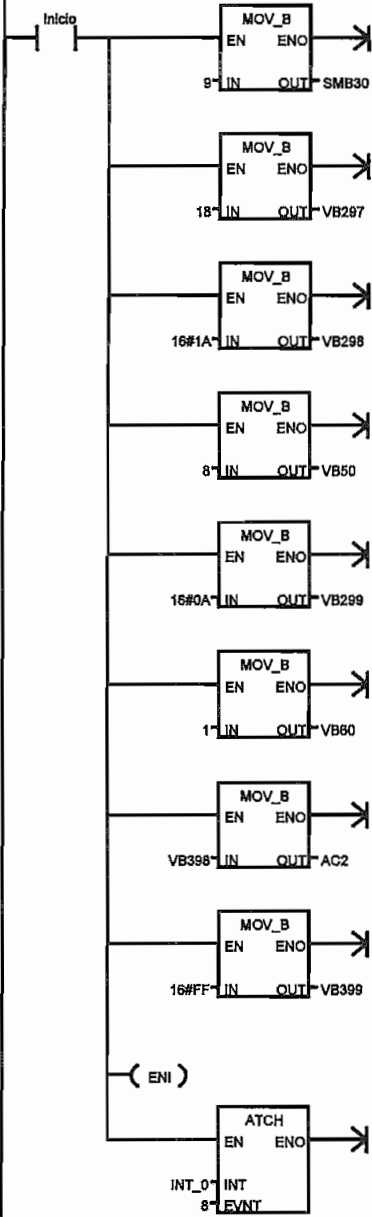 Inicio
MOV_B
EN ENO
9 IN OUT SMB30
MOV_B
EN ENO
18 IN OUT VB297
MOV_B
EN ENO
16#1A IN OUT VB298
MOV_B
EN ENO
8 IN OUT VB50
MOV_B
EN ENO
16#0A IN OUT VB299
MOV_B
EN ENO
1 IN OUT VB60
MOV_B
EN ENO
VB398 IN OUT AC2
MOV_B
EN ENO
16#FF IN OUT VB399
ENI
ATCH
EN ENO
INT_0 INT
8 EVNT